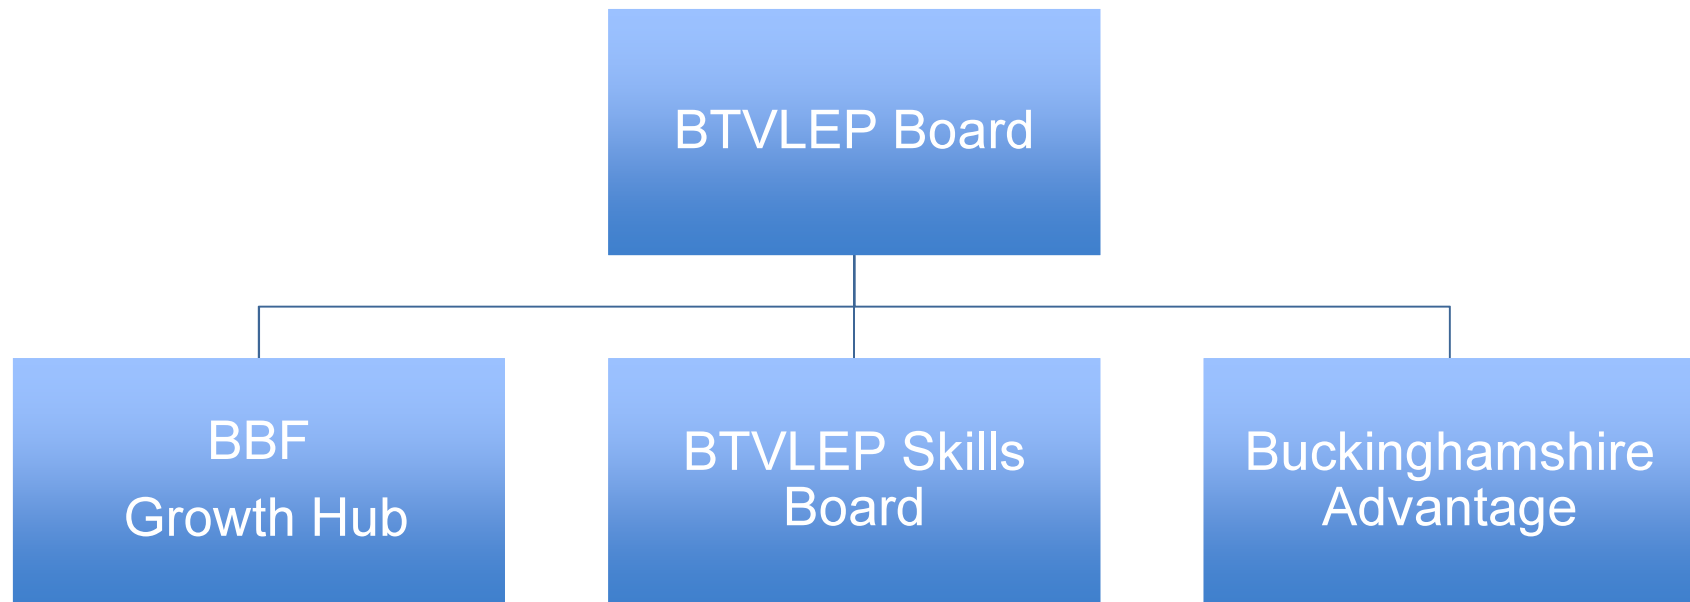 BTVLEP Board
BBF
Growth Hub
BTVLEP Skills
Board
Buckinghamshire
Advantage